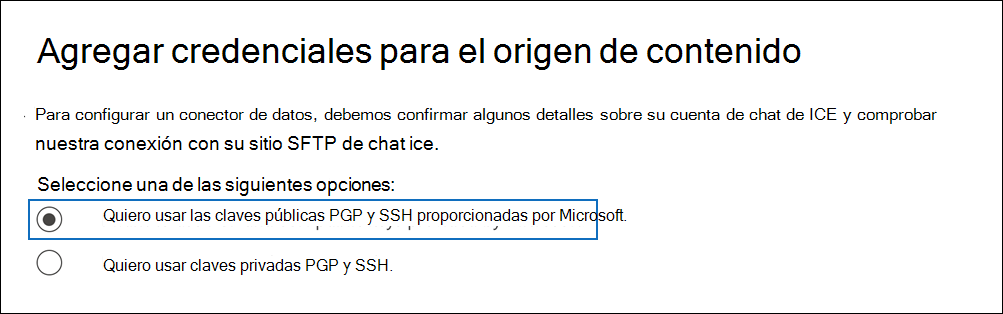 Agregar credenciales para el origen de contenido
Para configurar un conector de datos, debemos confirmar algunos detalles sobre su cuenta de chat de ICE y comprobar
nuestra conexión con su sitio SFTP de chat ice.
Seleccione una de las siguientes opciones:
Quiero usar las claves públicas PGP y SSH proporcionadas por Microsoft.
Quiero usar claves privadas PGP y SSH.